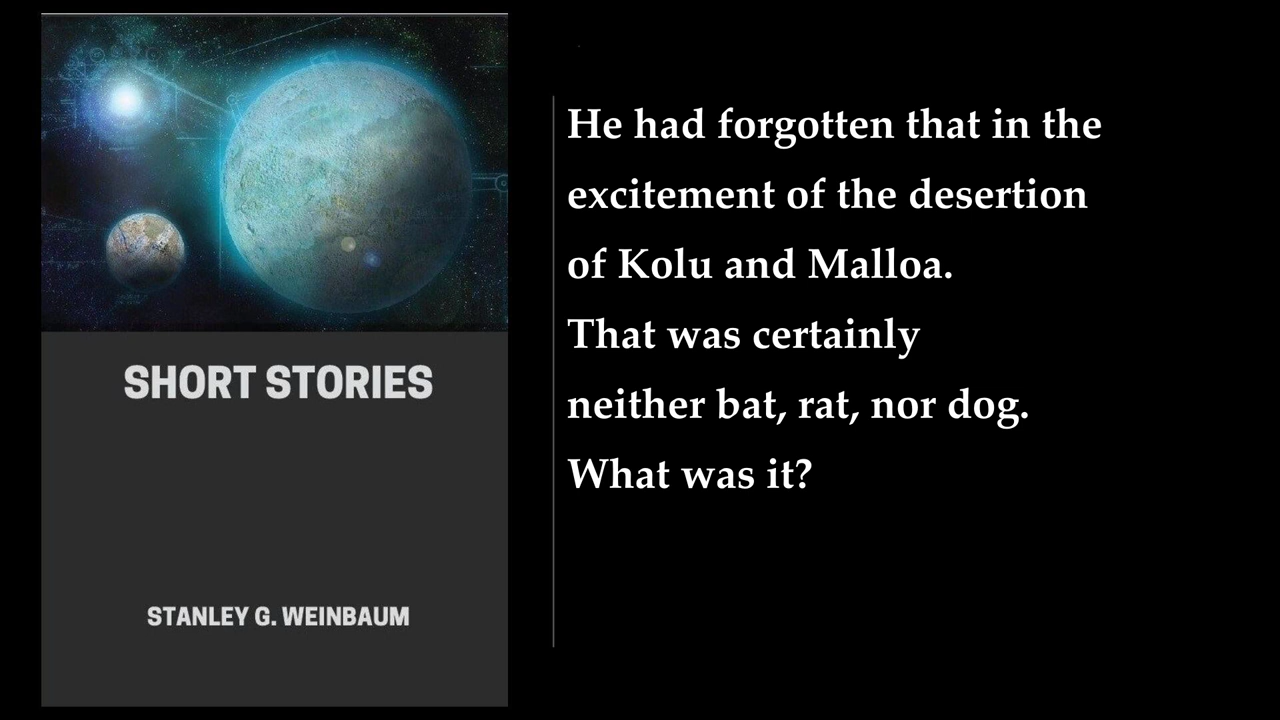 SHORT STORIES
STANLEY G. WEINBAUM
He had forgotten that in the
excitement of the desertion
of Kolu and Malloa.
That was certainly
neither bat, rat, nor dog.
What was it?